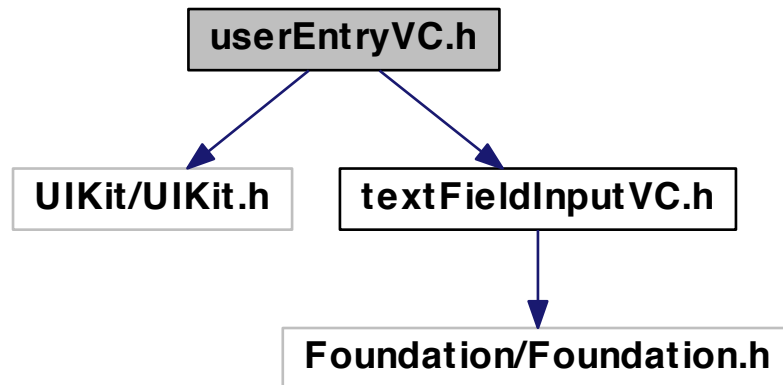 userEntryVC.h
UIKit/UIKit.h
textFieldInputVC.h
Foundation/Foundation.h